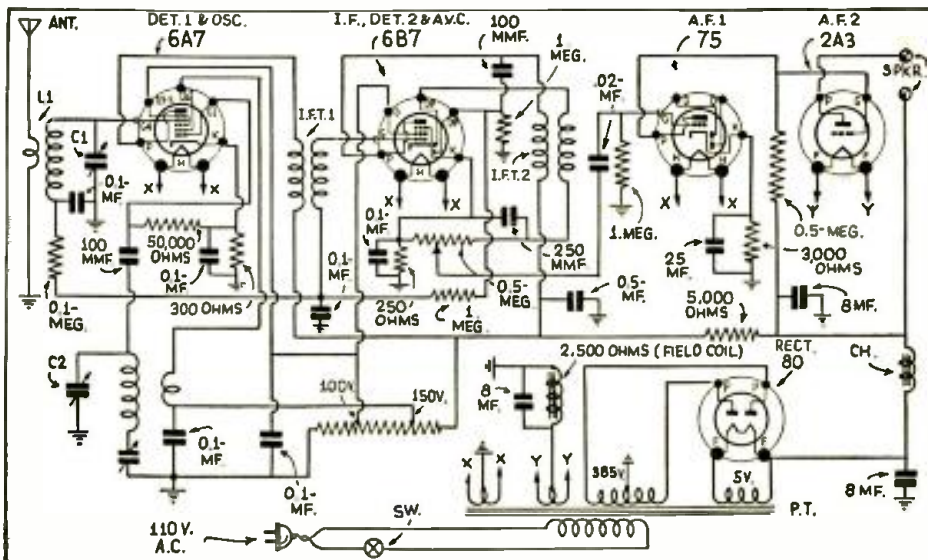 ANT.
DET. 1 & OSC.
6A7
I.F., DET. 2 & A.V.C.
6B7
100
MMF.
1
MEG.
A.F.1
75
A.F.2
2A3
SPKR.
L1
C1
0.1-
MF.
I.F.T.1
.02-
MF.
I.F.T.2
X
X
X
X
X
X
Y
Y
100
MMF.
50,000
OHMS
0.1-
MF.
0.1-
MF.
0.1-
MF.
250
MMF.
1.MEG.
25
MF.
0.5-MEG.
3,000
OHMS
0.1-
MEG.
300 OHMS
250
OHMS
1
MEG.
0.5-
MEG.
0.5-
MF.
5,000
OHMS
8 MF.
C2
100V.
150V.
2,500 OHMS (FIELD COIL)
RECT.
80
CH.
8
MF.
0.1-
MF.
0.1-
MF.
X
X
Y
Y
385V.
5V.
8 MF.
P.T.
110 V.
A.C.
SW.